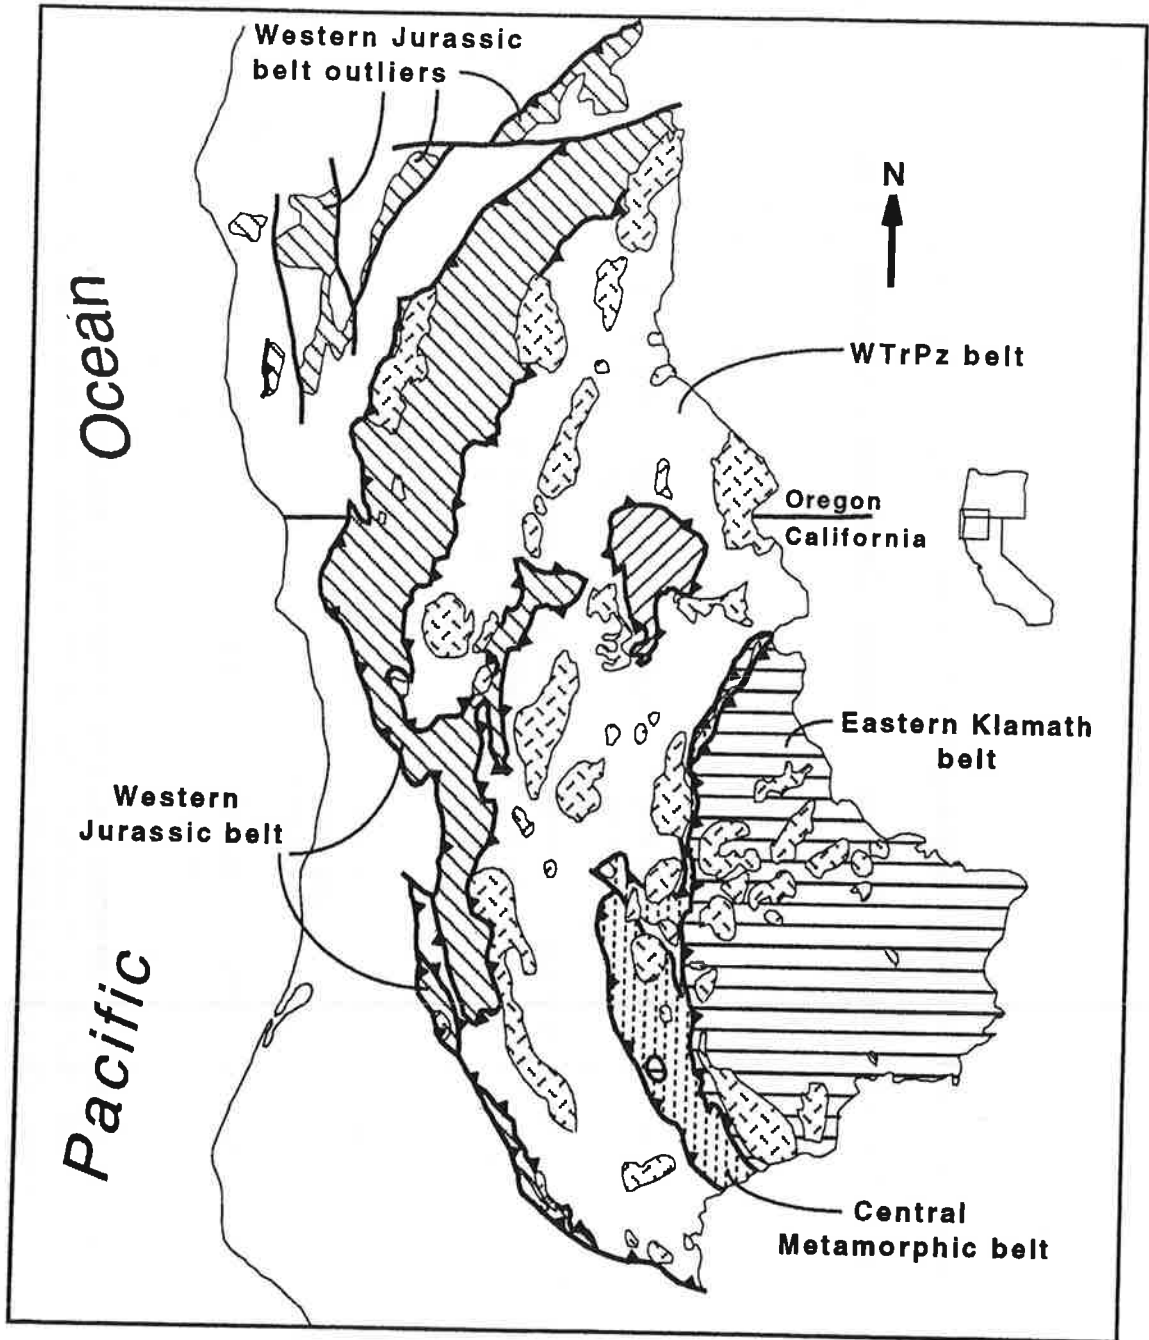 Western Jurassic
belt outliers
N
Ocean
WTrPz belt
Oregon
California
Eastern Klamath
belt
Western
Jurassic belt
Pacific
Central
Metamorphic belt